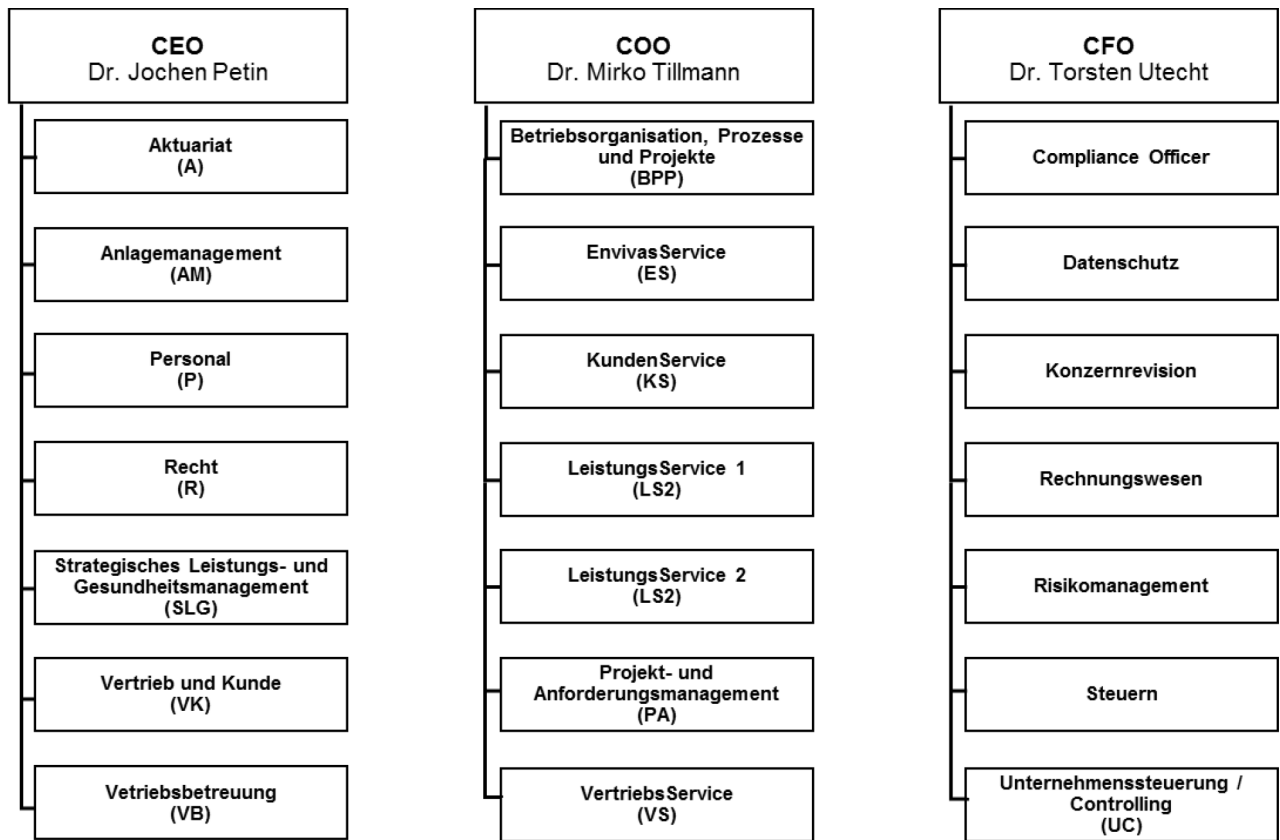 CEO
Dr. Jochen Petin
Aktuariat
(A)
Anlagemanagement
(AM)
Personal
(P)
Recht
(R)
Strategisches Leistungs- und
Gesundheitsmanagement
(SLG)
Vertrieb und Kunde
(VK)
Vetriebsbetreuung
(VB)
COO
Dr. Mirko Tillmann
Betriebsorganisation, Prozesse
und Projekte
(BPP)
EnvivasService
(ES)
KundenService
(KS)
LeistungsService 1
(LS2)
LeistungsService 2
(LS2)
Projekt- und
Anforderungsmanagement
(PA)
VertriebsService
(VS)
CFO
Dr. Torsten Utecht
Compliance Officer
Datenschutz
Konzernrevision
Rechnungswesen
Risikomanagement
Steuern
Unternehmenssteuerung /
Controlling
(UC)